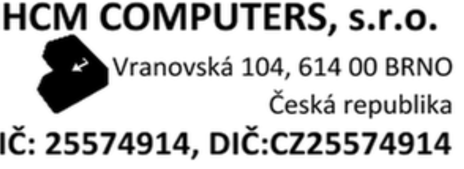 HCM COMPUTERS, s.r.o.
Vranovská 104, 614 00 BRNO
Česká republika
IČ: 25574914, DIČ:CZ25574914